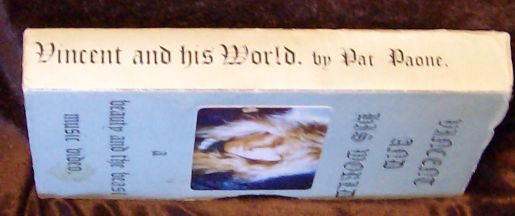 Vincent and his World. by Pat Paone.
VINCENT
AND
HIS WORLD
a
beauty and the beast
music video.